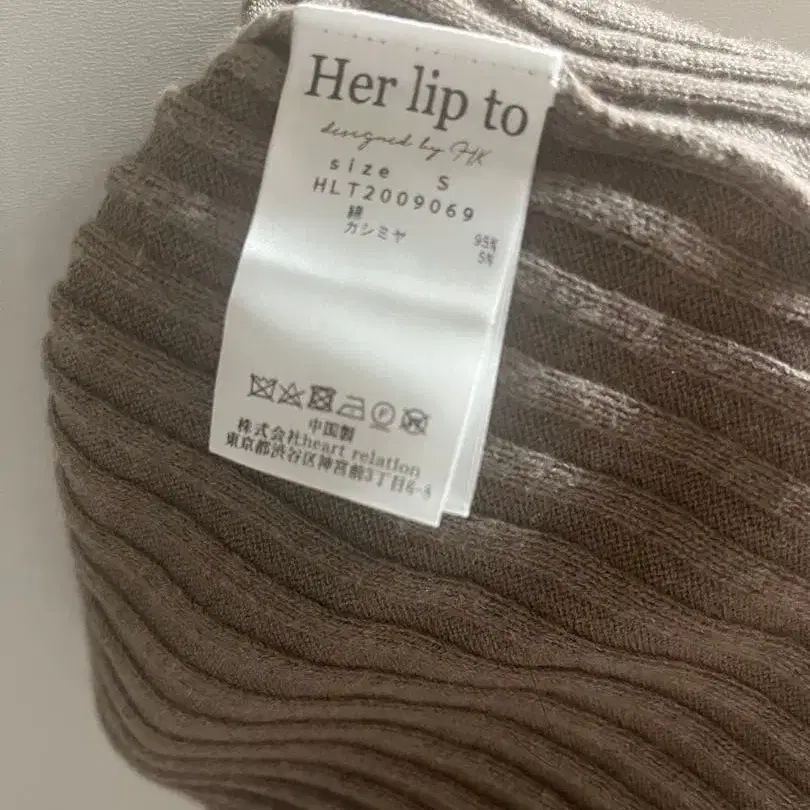 Her lip to
designed by HK
size S
HLT2009069
綿 95%
カシミヤ 5%
中国製
株式会社heart relation
東京都渋谷区神宮前3丁目6-8